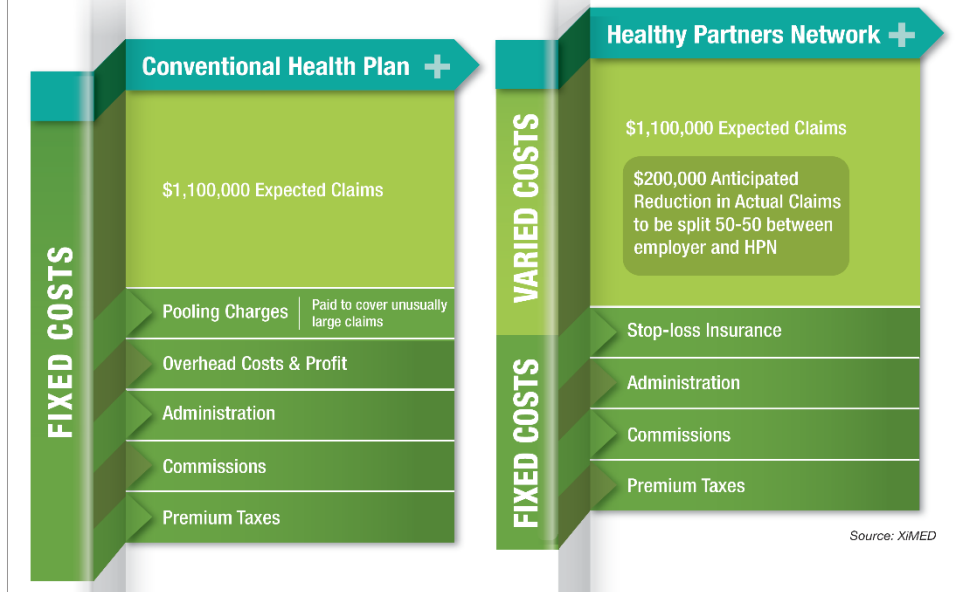 Conventional Health Plan
FIXED COSTS
$1,100,000 Expected Claims
Pooling Charges
Paid to cover unusually
large claims
Overhead Costs & Profit
Administration
Commissions
Premium Taxes
Healthy Partners Network
VARIED COSTS
$1,100,000 Expected Claims
$200,000 Anticipated
Reduction in Actual Claims
to be split 50-50 between
employer and HPN
FIXED COSTS
Stop-loss Insurance
Administration
Commissions
Premium Taxes
Source: XiMED